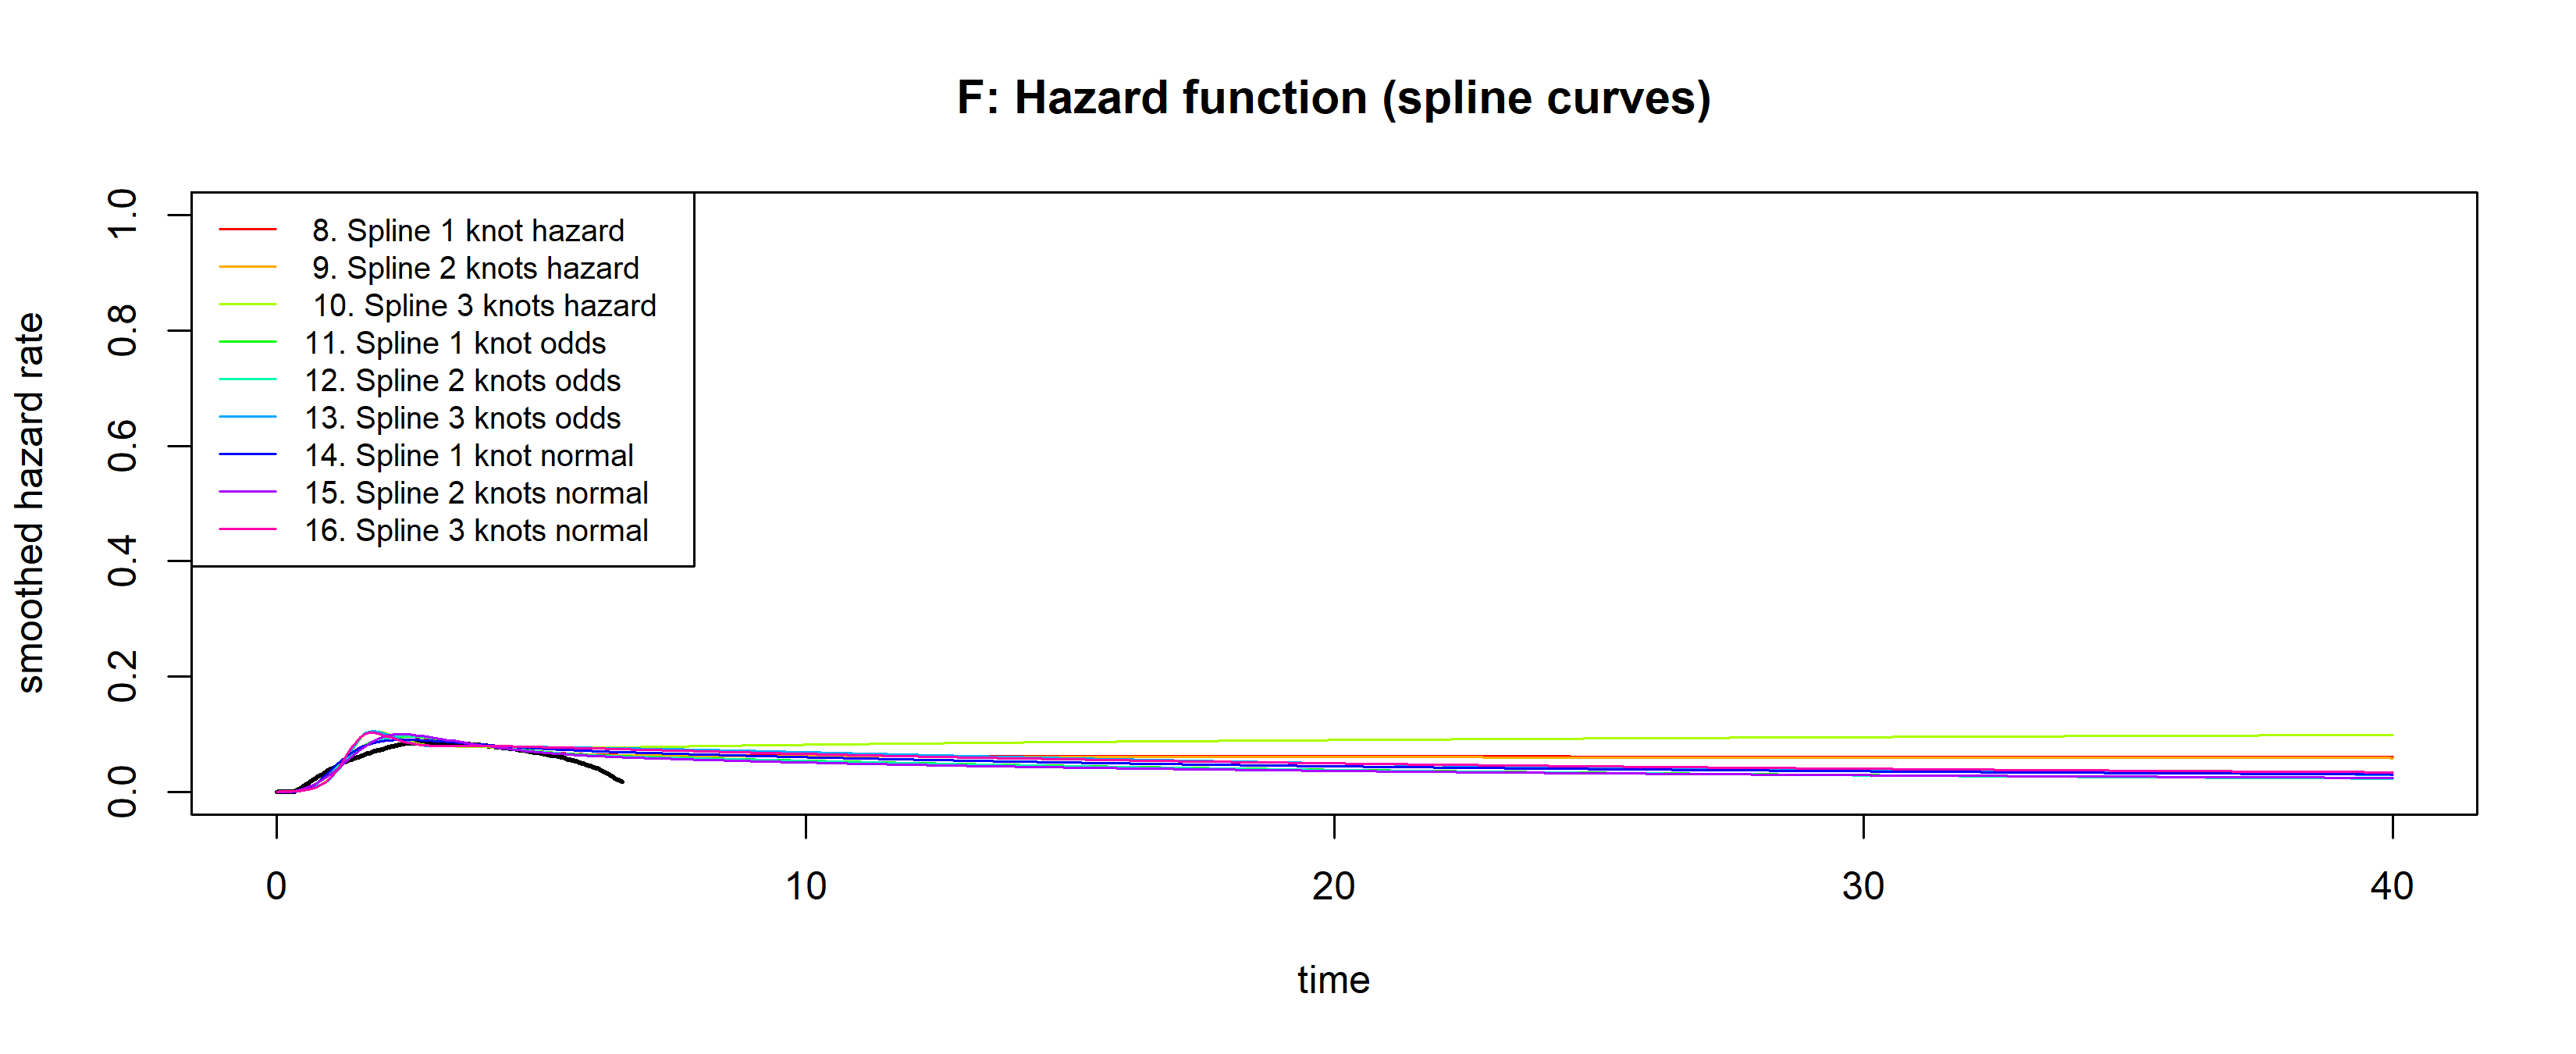 F: Hazard function (spline curves)
smoothed hazard rate
1.0
0.8
0.6
0.4
0.2
0.0
8. Spline 1 knot hazard
9. Spline 2 knots hazard
10. Spline 3 knots hazard
11. Spline 1 knot odds
12. Spline 2 knots odds
13. Spline 3 knots odds
14. Spline 1 knot normal
15. Spline 2 knots normal
16. Spline 3 knots normal
0 10 20 30 40
time